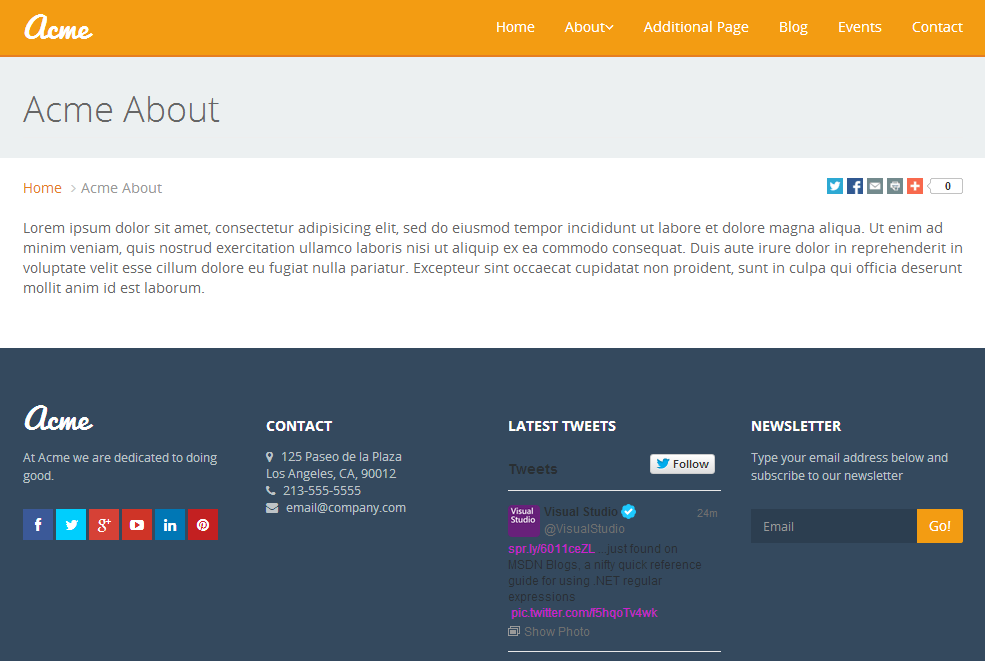 Acme
Home About Additional Page Blog Events Contact
Acme About
Home > Acme About
0
Lorem ipsum dolor sit amet, consectetur adipisicing elit, sed do eiusmod tempor incididunt ut labore et dolore magna aliqua. Ut enim ad
minim veniam, quis nostrud exercitation ullamco laboris nisi ut aliquip ex ea commodo consequat. Duis aute irure dolor in reprehenderit in
voluptate velit esse cillum dolore eu fugiat nulla pariatur. Excepteur sint occaecat cupidatat non proident, sunt in culpa qui officia deserunt
mollit anim id est laborum.
Acme
At Acme we are dedicated to doing
good.
CONTACT
125 Paseo de la Plaza
Los Angeles, CA, 90012
213-555-5555
email@company.com
LATEST TWEETS
Tweets
Follow
Visual
Studio
Visual Studio
24m
@VisualStudio
spr.ly/6011ceZL ...just found on
MSDN Blogs, a nifty quick reference
guide for using .NET regular
expressions
pic.twitter.com/f5hqoTv4wk
Show Photo
NEWSLETTER
Type your email address below and
subscribe to our newsletter
Email
Go!